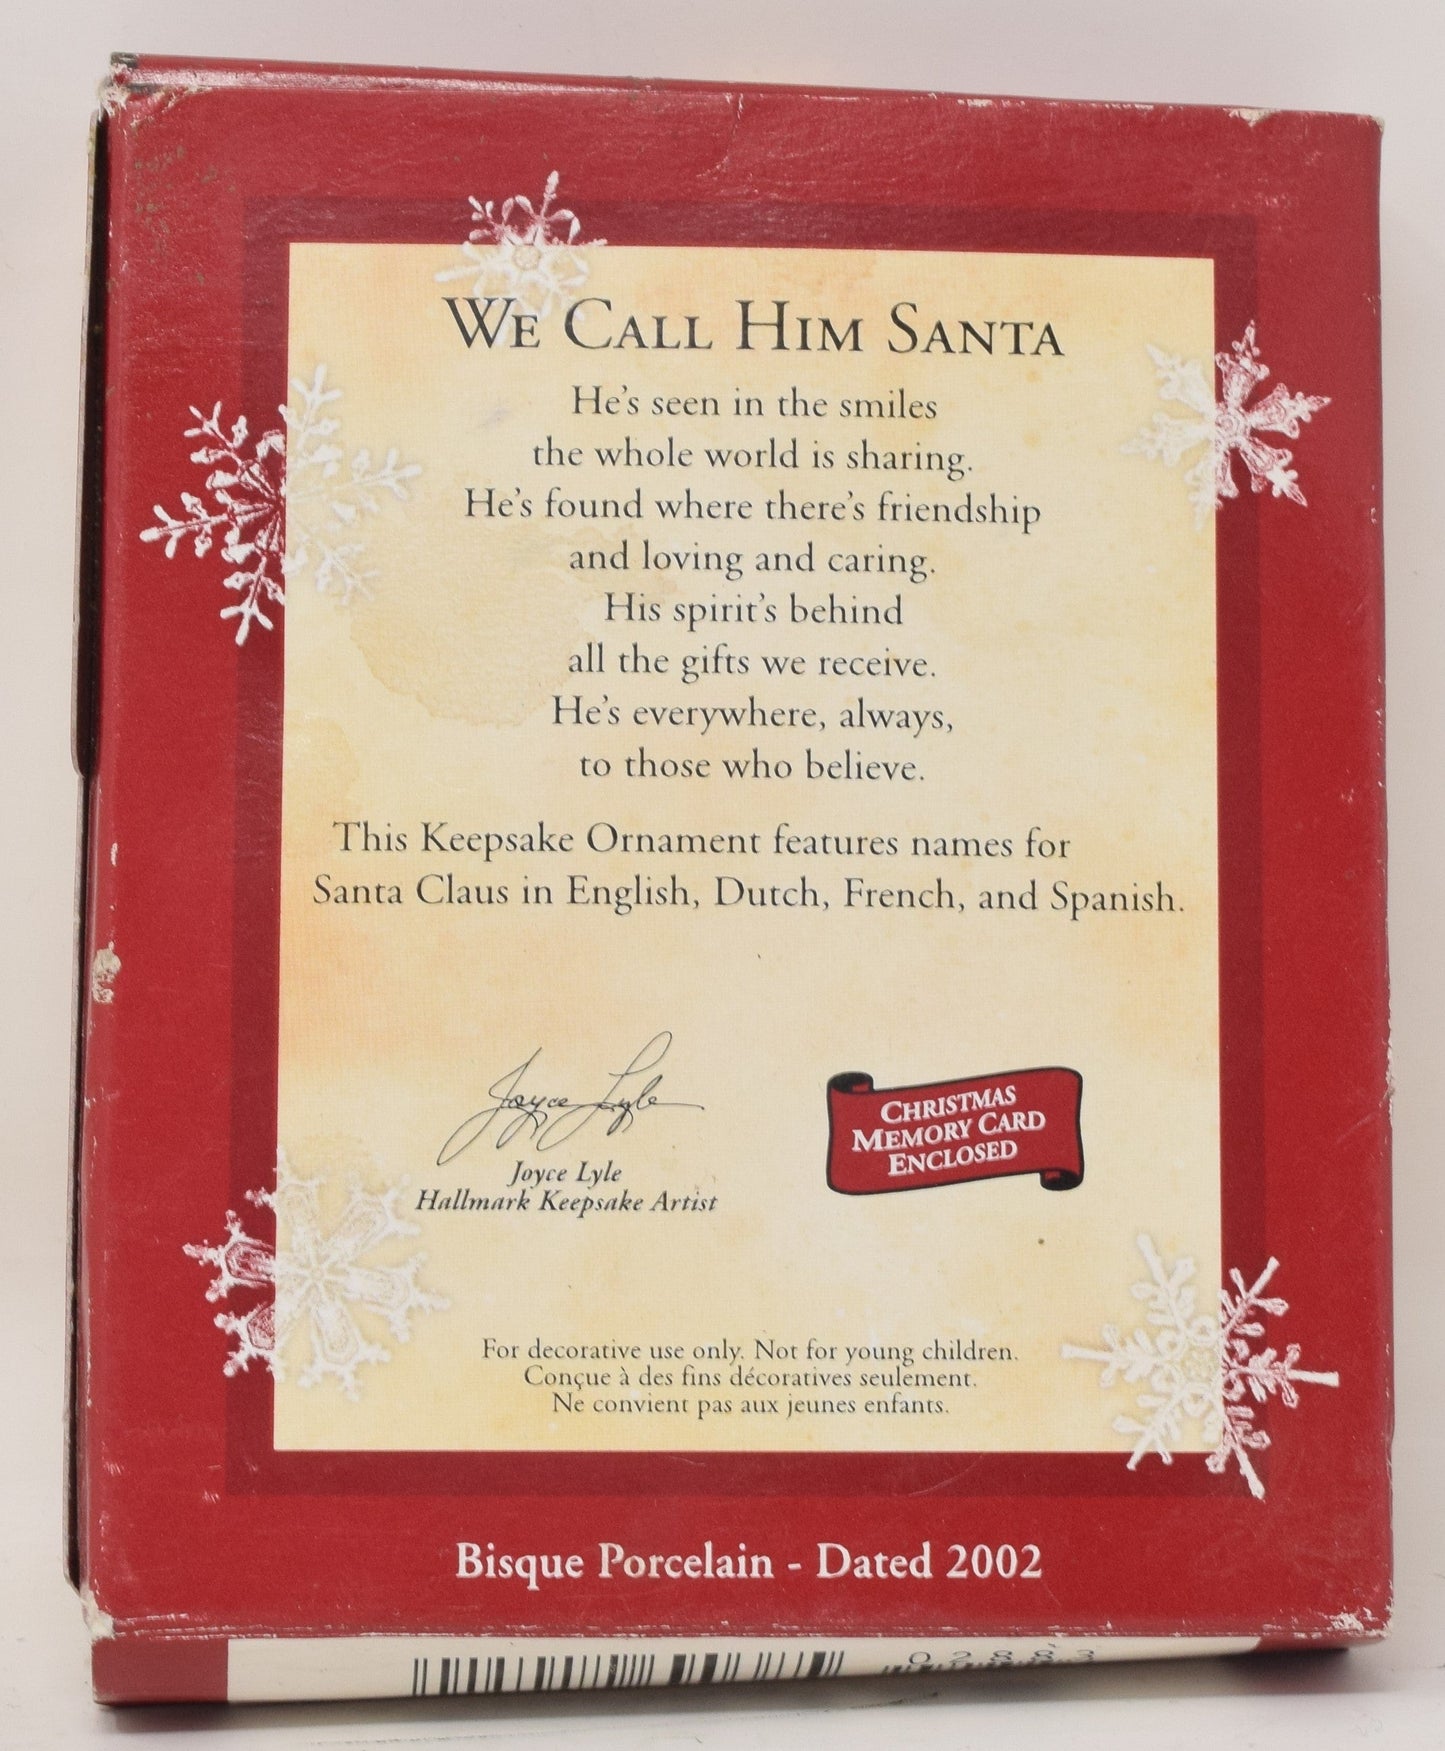 WE CALL HIM SANTA
He's seen in the smiles
the whole world is sharing.
He's found where there's friendship
and loving and caring.
His spirit's behind
all the gifts we receive.
He's everywhere, always,
to those who believe.
This Keepsake Ornament features names for
Santa Claus in English, Dutch, French, and Spanish.
Joyce Lyle
Joyce Lyle
Hallmark Keepsake Artist
CHRISTMAS
MEMORY CARD
ENCLOSED
For decorative use only. Not for young children.
Conçue à des fins décoratives seulement.
Ne convient pas aux jeunes enfants.
Bisque Porcelain - Dated 2002
02883